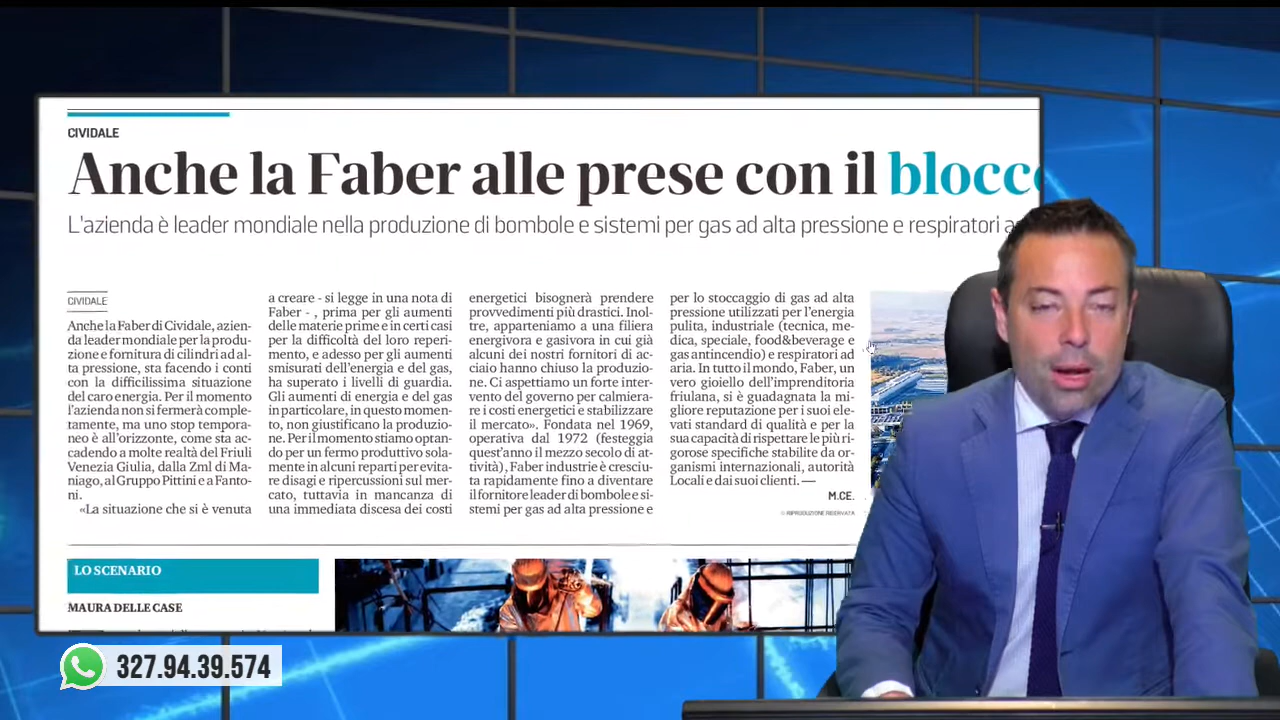 CIVIDALE
Anche la Faber alle prese con il blocco
L'azienda è leader mondiale nella produzione di bombole e sistemi per gas ad alta pressione e respiratori
CIVIDALE
Anche la Faber di Cividale, azien-
da leader mondiale per la produ-
zione e fornitura di cilindri ad al-
ta pressione, sta facendo i conti
con la difficilissima situazione
del caro energia. Per il momento
l'azienda non si fermerà comple-
tamente, ma uno stop tempora-
neo è all'orizzonte, come sta ac-
cadendo a molte realtà del Friuli
Venezia Giulia, dalla Zml di Ma-
niago, al Gruppo Pittini e a Fanto-
ni.
«La situazione che si è venuta
a creare - si legge in una nota di
Faber - , prima per gli aumenti
delle materie prime e in certi casi
per la difficoltà del loro reperi-
mento, e adesso per gli aumenti
smisurati dell'energia e del gas,
ha superato i livelli di guardia.
Gli aumenti di energia e del gas
in particolare, in questo momen-
to, non giustificano la produzio-
ne. Per il momento stiamo optan-
do per un fermo produttivo sola-
mente in alcuni reparti per evita-
re disagi e ripercussioni sul mer-
cato, tuttavia in mancanza di
una immediata discesa dei costi
energetici bisognerà prendere
provvedimenti più drastici. Inol-
tre, apparteniamo a una filiera
energivora e gasivora in cui già
alcuni dei nostri fornitori di ac-
ciaio hanno chiuso la produzio-
ne. Ci aspettiamo un forte inter-
vento del governo per calmiera-
re i costi energetici e stabilizzare
il mercato». Fondata nel 1969,
operativa dal 1972 (festeggia
quest'anno il mezzo secolo di at-
tività), Faber industrie è cresciu-
ta rapidamente fino a diventare
il fornitore leader di bombole e si-
stemi per gas ad alta pressione e
per lo stoccaggio di gas ad alta
pressione utilizzati per l'energia
pulita, industriale (tecnica, me-
dica, speciale, food&beverage e
gas antincendio) e respiratori ad
aria. In tutto il mondo, Faber, un
vero gioiello dell'imprenditoria
friulana, si è guadagnata la mi-
gliore reputazione per i suoi ele-
vati standard di qualità e per la
sua capacità di rispettare le più ri-
gorose specifiche stabilite da or-
ganismi internazionali, autorità
Locali e dai suoi clienti. —
M.CE.
© RIPRODUZIONE RISERVATA
LO SCENARIO
MAURA DELLE CASE
327.94.39.574